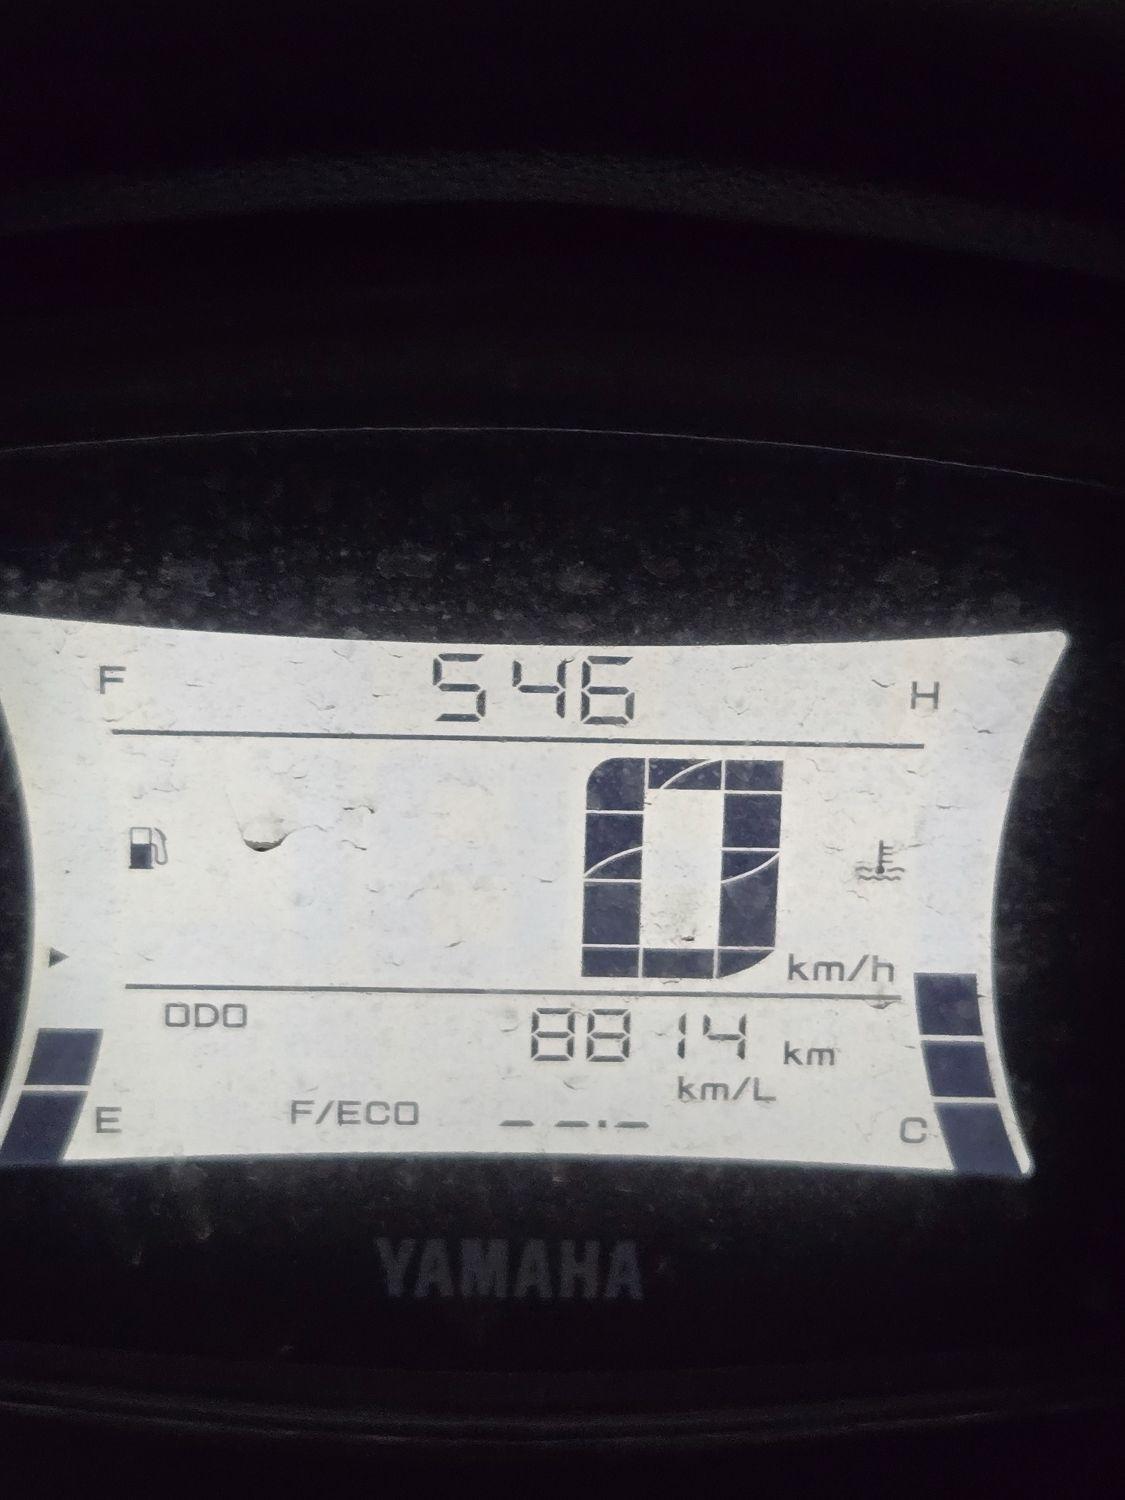 F 546 H
0 km/h
ODO 8814 km
km/L
E F/ECO --.- C
YAMAHA